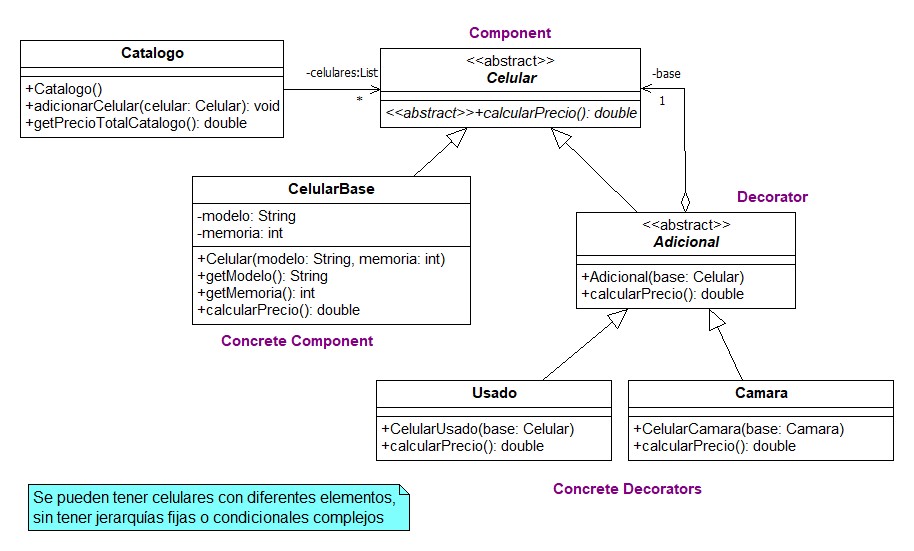 Component
Catalogo
+Catalogo()
+adicionarCelular(celular: Celular): void
+getPrecioTotalCatalogo(): double
-celulares:List
*
<<abstract>>
Celular
<<abstract>>+calcularPrecio(): double
-base
1
CelularBase
-modelo: String
-memoria: int
+Celular(modelo: String, memoria: int)
+getModelo(): String
+getMemoria(): int
+calcularPrecio(): double
Concrete Component
Decorator
<<abstract>>
Adicional
+Adicional(base: Celular)
+calcularPrecio(): double
Usado
+CelularUsado(base: Celular)
+calcularPrecio(): double
Camara
+CelularCamara(base: Camara)
+calcularPrecio(): double
Concrete Decorators
Se pueden tener celulares con diferentes elementos,
sin tener jerarquías fijas o condicionales complejos